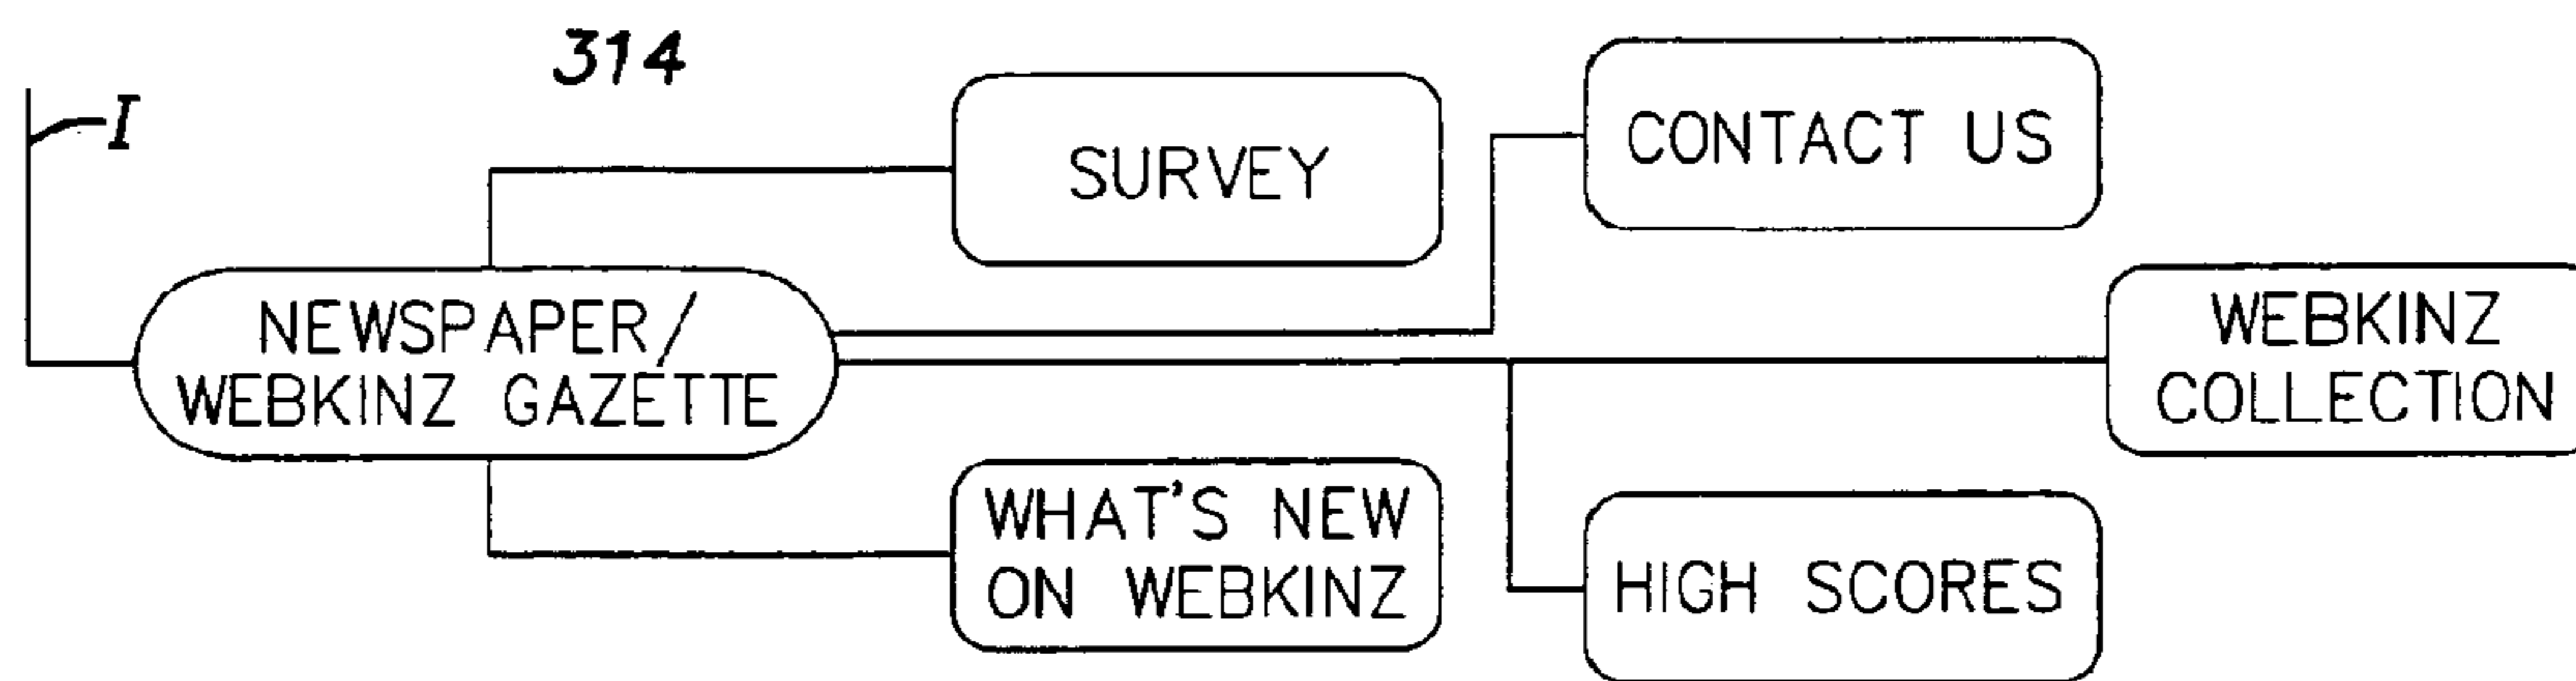 314
I
SURVEY
CONTACT US
NEWSPAPER/
WEBKINZ GAZETTE
WEBKINZ
COLLECTION
WHAT'S NEW
ON WEBKINZ
HIGH SCORES